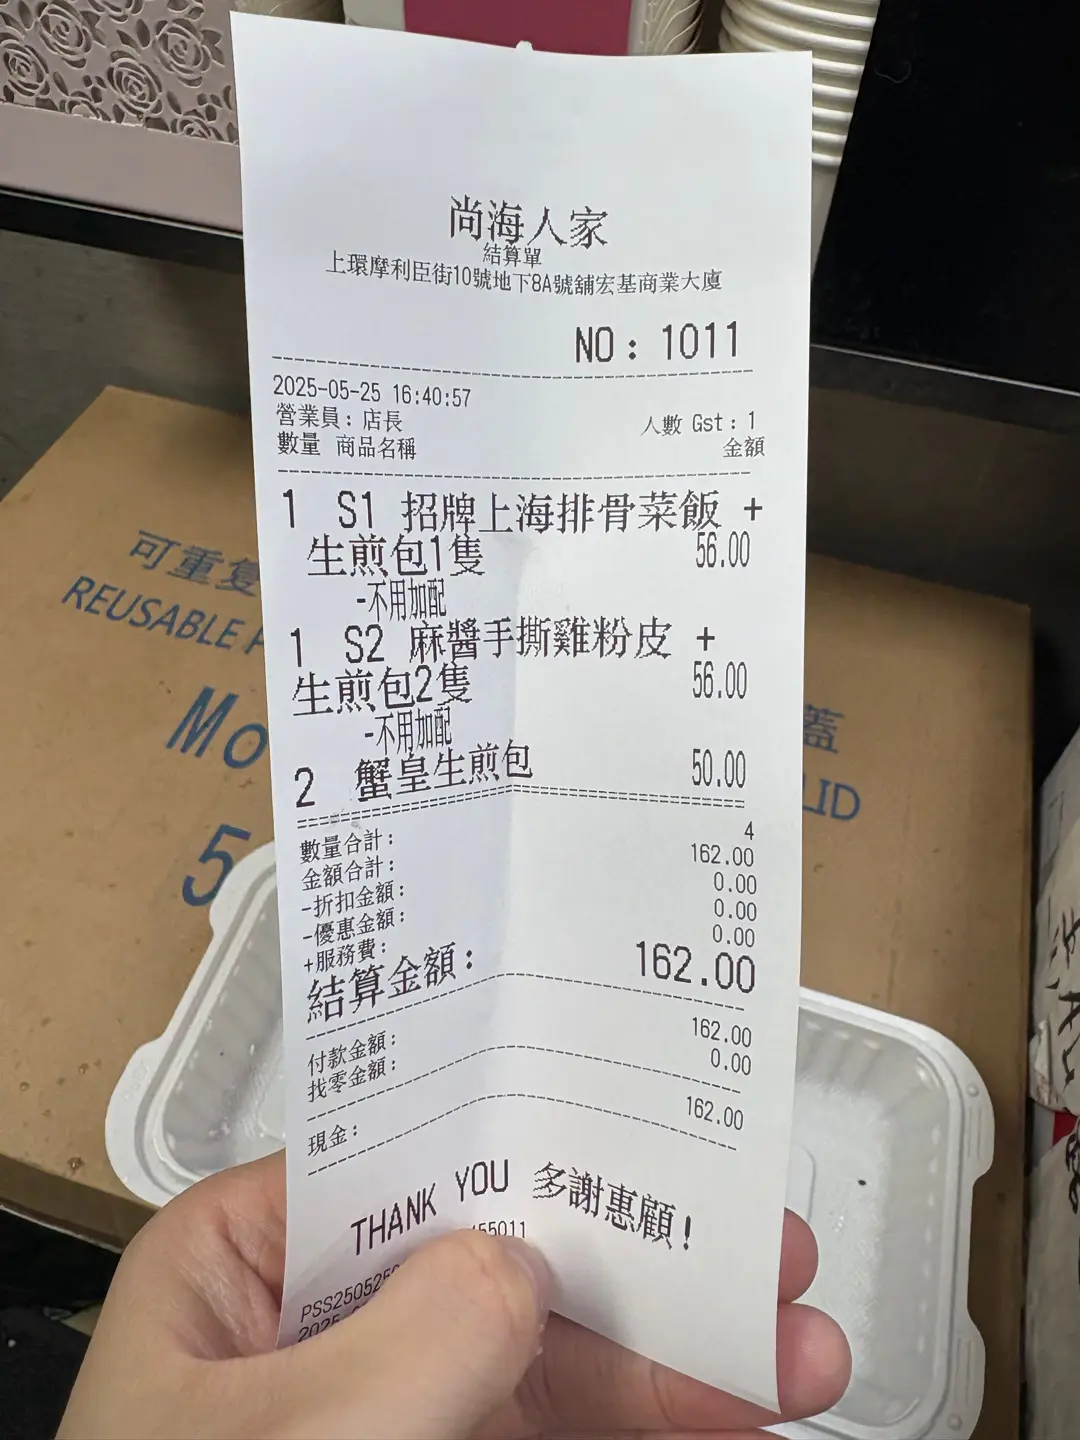 尚海人家
結算單
上環摩利臣街10號地下8A號舖宏基商業大廈
NO: 1011
2025-05-25 16:40:57
營業員: 店長 人數 Gst: 1
數量 商品名稱 金額
1 S1 招牌上海排骨菜飯 +
生煎包1隻 56.00
-不用加配
1 S2 麻醬手撕雞粉皮 +
生煎包2隻 56.00
-不用加配
2 蟹皇生煎包 50.00
數量合計: 4
金額合計: 162.00
-折扣金額: 0.00
-優惠金額: 0.00
+服務費: 0.00
結算金額: 162.00
付款金額: 162.00
找零金額: 0.00
現金: 162.00
THANK YOU 多謝惠顧!
PSS250525 455011
可重复
REUSABLE
Mo
5
蓋
LID